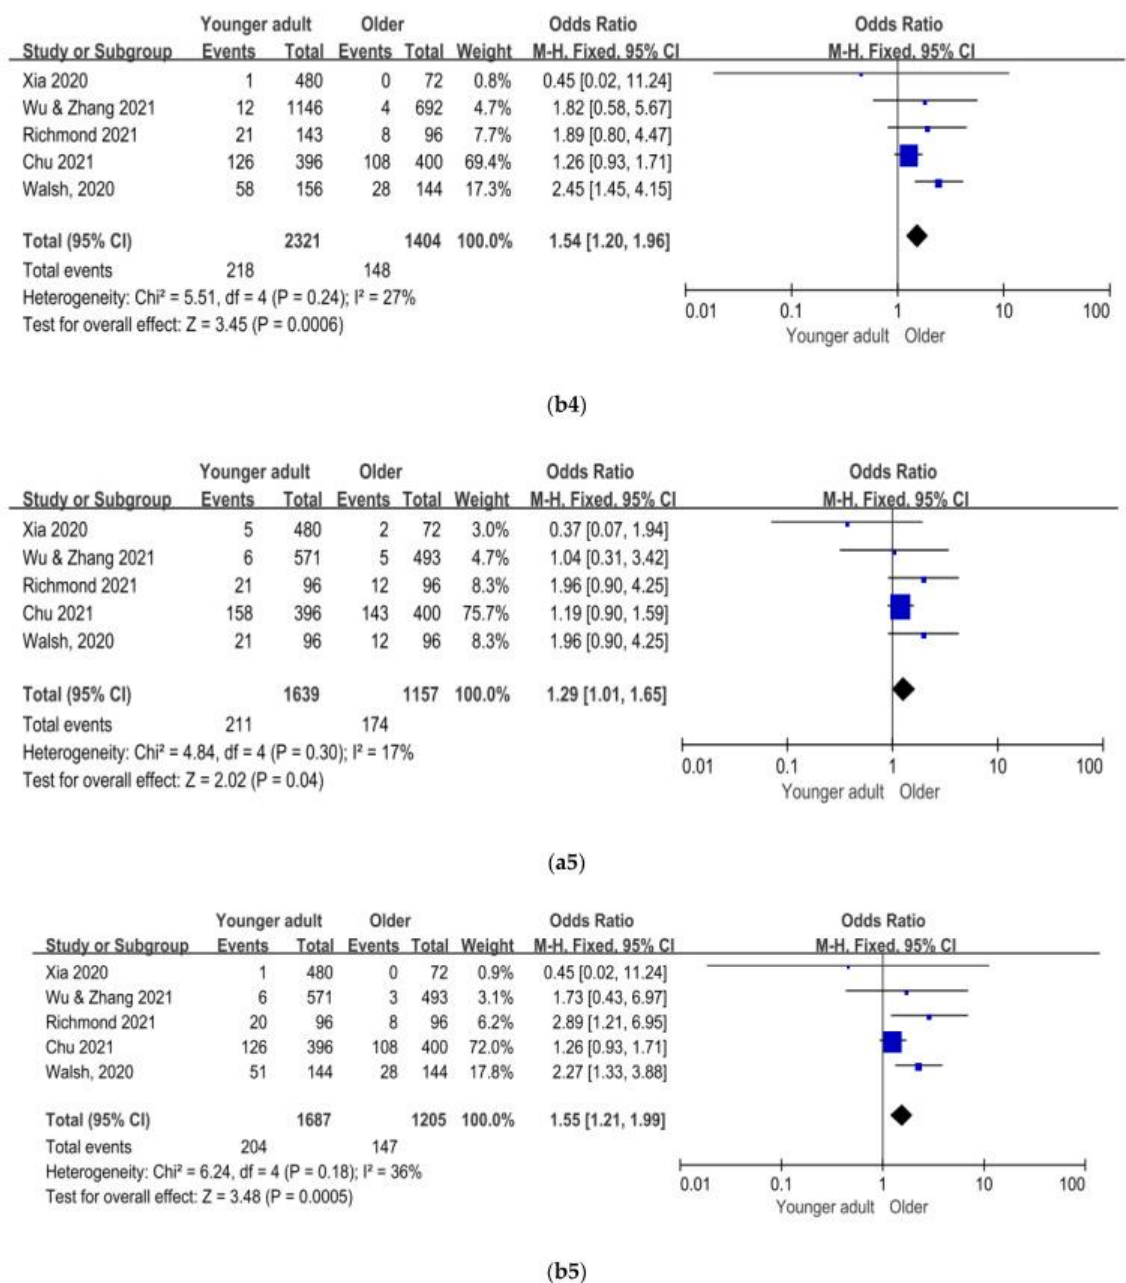 Younger adult Older Odds Ratio Odds Ratio
Study or Subgroup Events Total Events Total Weight M-H, Fixed, 95% CI M-H, Fixed, 95% CI
Xia 2020 1 480 0 72 0.8% 0.45 [0.02, 11.24]
Wu & Zhang 2021 12 1146 4 692 4.7% 1.82 [0.58, 5.67]
Richmond 2021 21 143 8 96 7.7% 1.89 [0.80, 4.47]
Chu 2021 126 396 108 400 69.4% 1.26 [0.93, 1.71]
Walsh, 2020 58 156 28 144 17.3% 2.45 [1.45, 4.15]
Total (95% CI) 2321 1404 100.0% 1.54 [1.20, 1.96]
Total events 218 148
Heterogeneity: Chi² = 5.51, df = 4 (P = 0.24); I² = 27%
Test for overall effect: Z = 3.45 (P = 0.0006)
0.01 0.1 1 10 100
Younger adult Older
(b4)
Younger adult Older Odds Ratio Odds Ratio
Study or Subgroup Events Total Events Total Weight M-H, Fixed, 95% CI M-H, Fixed, 95% CI
Xia 2020 5 480 2 72 3.0% 0.37 [0.07, 1.94]
Wu & Zhang 2021 6 571 5 493 4.7% 1.04 [0.31, 3.42]
Richmond 2021 21 96 12 96 8.3% 1.96 [0.90, 4.25]
Chu 2021 158 396 143 400 75.7% 1.19 [0.90, 1.59]
Walsh, 2020 21 96 12 96 8.3% 1.96 [0.90, 4.25]
Total (95% CI) 1639 1157 100.0% 1.29 [1.01, 1.65]
Total events 211 174
Heterogeneity: Chi² = 4.84, df = 4 (P = 0.30); I² = 17%
Test for overall effect: Z = 2.02 (P = 0.04)
0.01 0.1 1 10 100
Younger adult Older
(a5)
Younger adult Older Odds Ratio Odds Ratio
Study or Subgroup Events Total Events Total Weight M-H, Fixed, 95% CI M-H, Fixed, 95% CI
Xia 2020 1 480 0 72 0.9% 0.45 [0.02, 11.24]
Wu & Zhang 2021 6 571 3 493 3.1% 1.73 [0.43, 6.97]
Richmond 2021 20 96 8 96 6.2% 2.89 [1.21, 6.95]
Chu 2021 126 396 108 400 72.0% 1.26 [0.93, 1.71]
Walsh, 2020 51 144 28 144 17.8% 2.27 [1.33, 3.88]
Total (95% CI) 1687 1205 100.0% 1.55 [1.21, 1.99]
Total events 204 147
Heterogeneity: Chi² = 6.24, df = 4 (P = 0.18); I² = 36%
Test for overall effect: Z = 3.48 (P = 0.0005)
0.01 0.1 1 10 100
Younger adult Older
(b5)